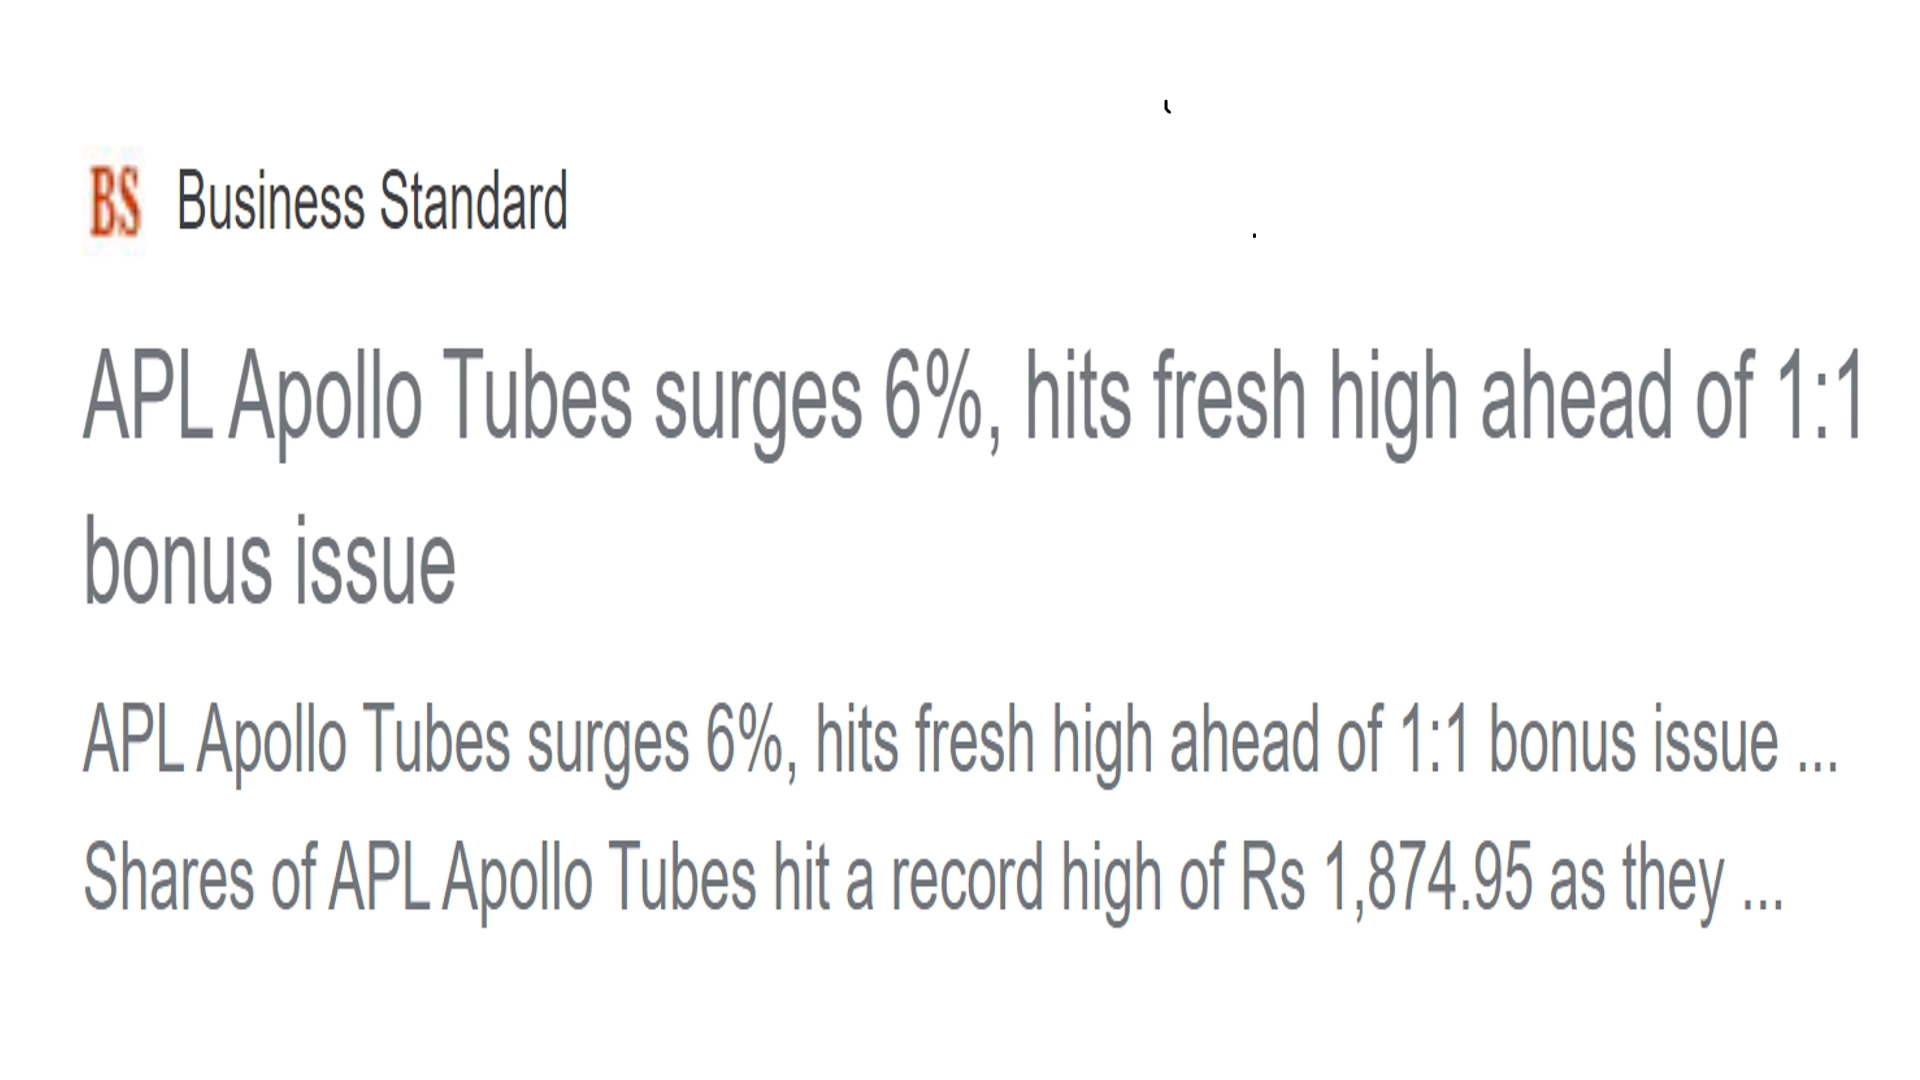 BS Business Standard
APL Apollo Tubes surges 6%, hits fresh high ahead of 1:1
bonus issue
APL Apollo Tubes surges 6%, hits fresh high ahead of 1:1 bonus issue ...
Shares of APL Apollo Tubes hit a record high of Rs 1,874.95 as they ...